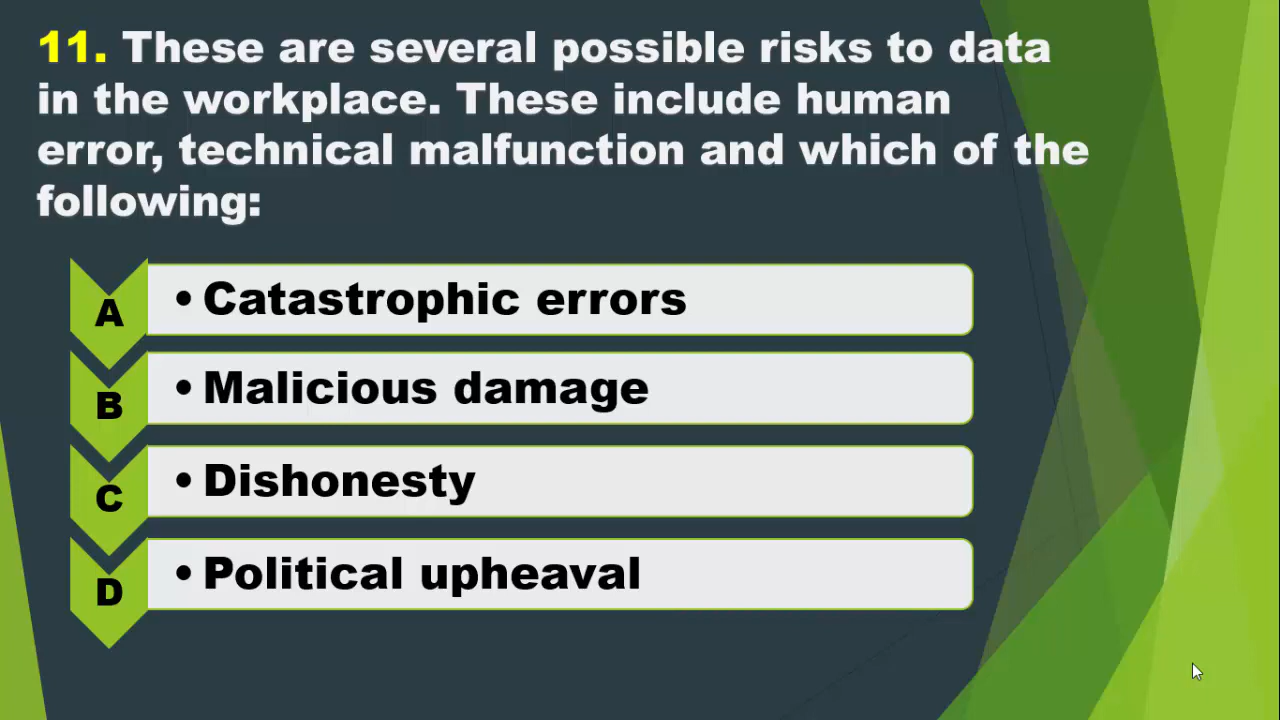 11. These are several possible risks to data
in the workplace. These include human
error, technical malfunction and which of the
following:
A
• Catastrophic errors
B
• Malicious damage
C
• Dishonesty
D
• Political upheaval